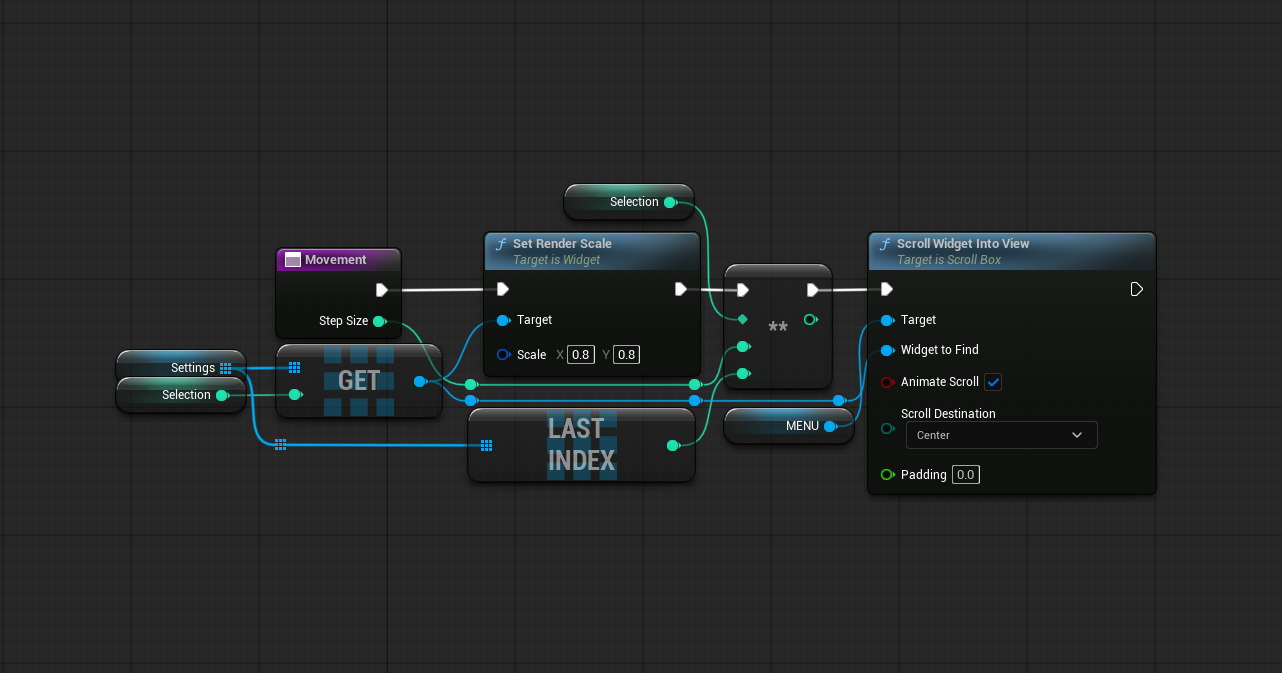 Selection
Movement
Step Size
Set Render Scale
Target is Widget
Target
Scale X 0.8 Y 0.8
**
Scroll Widget Into View
Target is Scroll Box
Target
Widget to Find
Animate Scroll
Scroll Destination
Center
Padding 0.0
Settings
Selection
GET
LAST
INDEX
MENU